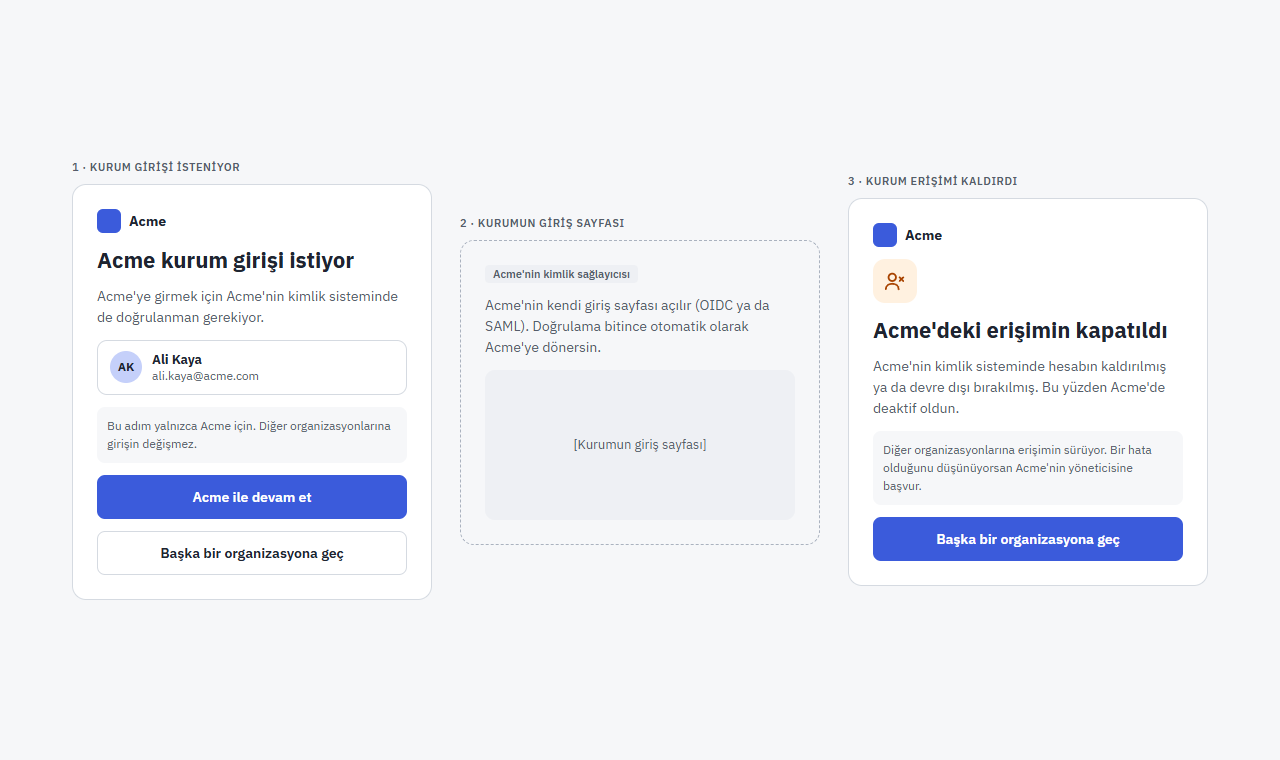 1 · KURUM GİRİŞİ İSTENİYOR
Acme
Acme kurum girişi istiyor
Acme'ye girmek için Acme'nin kimlik sisteminde
de doğrulanman gerekiyor.
AK
Ali Kaya
ali.kaya@acme.com
Bu adım yalnızca Acme için. Diğer organizasyonlarına
girişin değişmez.
Acme ile devam et
Başka bir organizasyona geç
2 · KURUMUN GİRİŞ SAYFASI
Acme'nin kimlik sağlayıcısı
Acme'nin kendi giriş sayfası açılır (OIDC ya da
SAML). Doğrulama bitince otomatik olarak
Acme'ye dönersin.
[Kurumun giriş sayfası]
3 · KURUM ERİŞİMİ KALDIRDI
Acme
Acme'deki erişimin kapatıldı
Acme'nin kimlik sisteminde hesabın kaldırılmış
ya da devre dışı bırakılmış. Bu yüzden Acme'de
deaktif oldun.
Diğer organizasyonlarına erişimin sürüyor. Bir hata
olduğunu düşünüyorsan Acme'nin yöneticisine
başvur.
Başka bir organizasyona geç